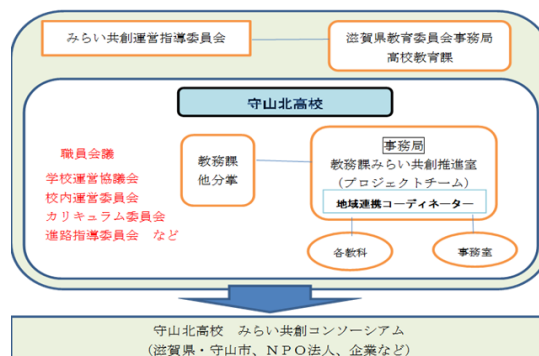 みらい共創運営指導委員会
滋賀県教育委員会事務局
高校教育課
守山北高校
職員会議
学校運営協議会
校内運営委員会
カリキュラム委員会
進路指導委員会 など
教務課
他分掌
事務局
教務課みらい共創推進室
(プロジェクトチーム)
地域連携コーディネーター
各教科
事務室
守山北高校 みらい共創コンソーシアム
(滋賀県・守山市、NPO法人、企業など)